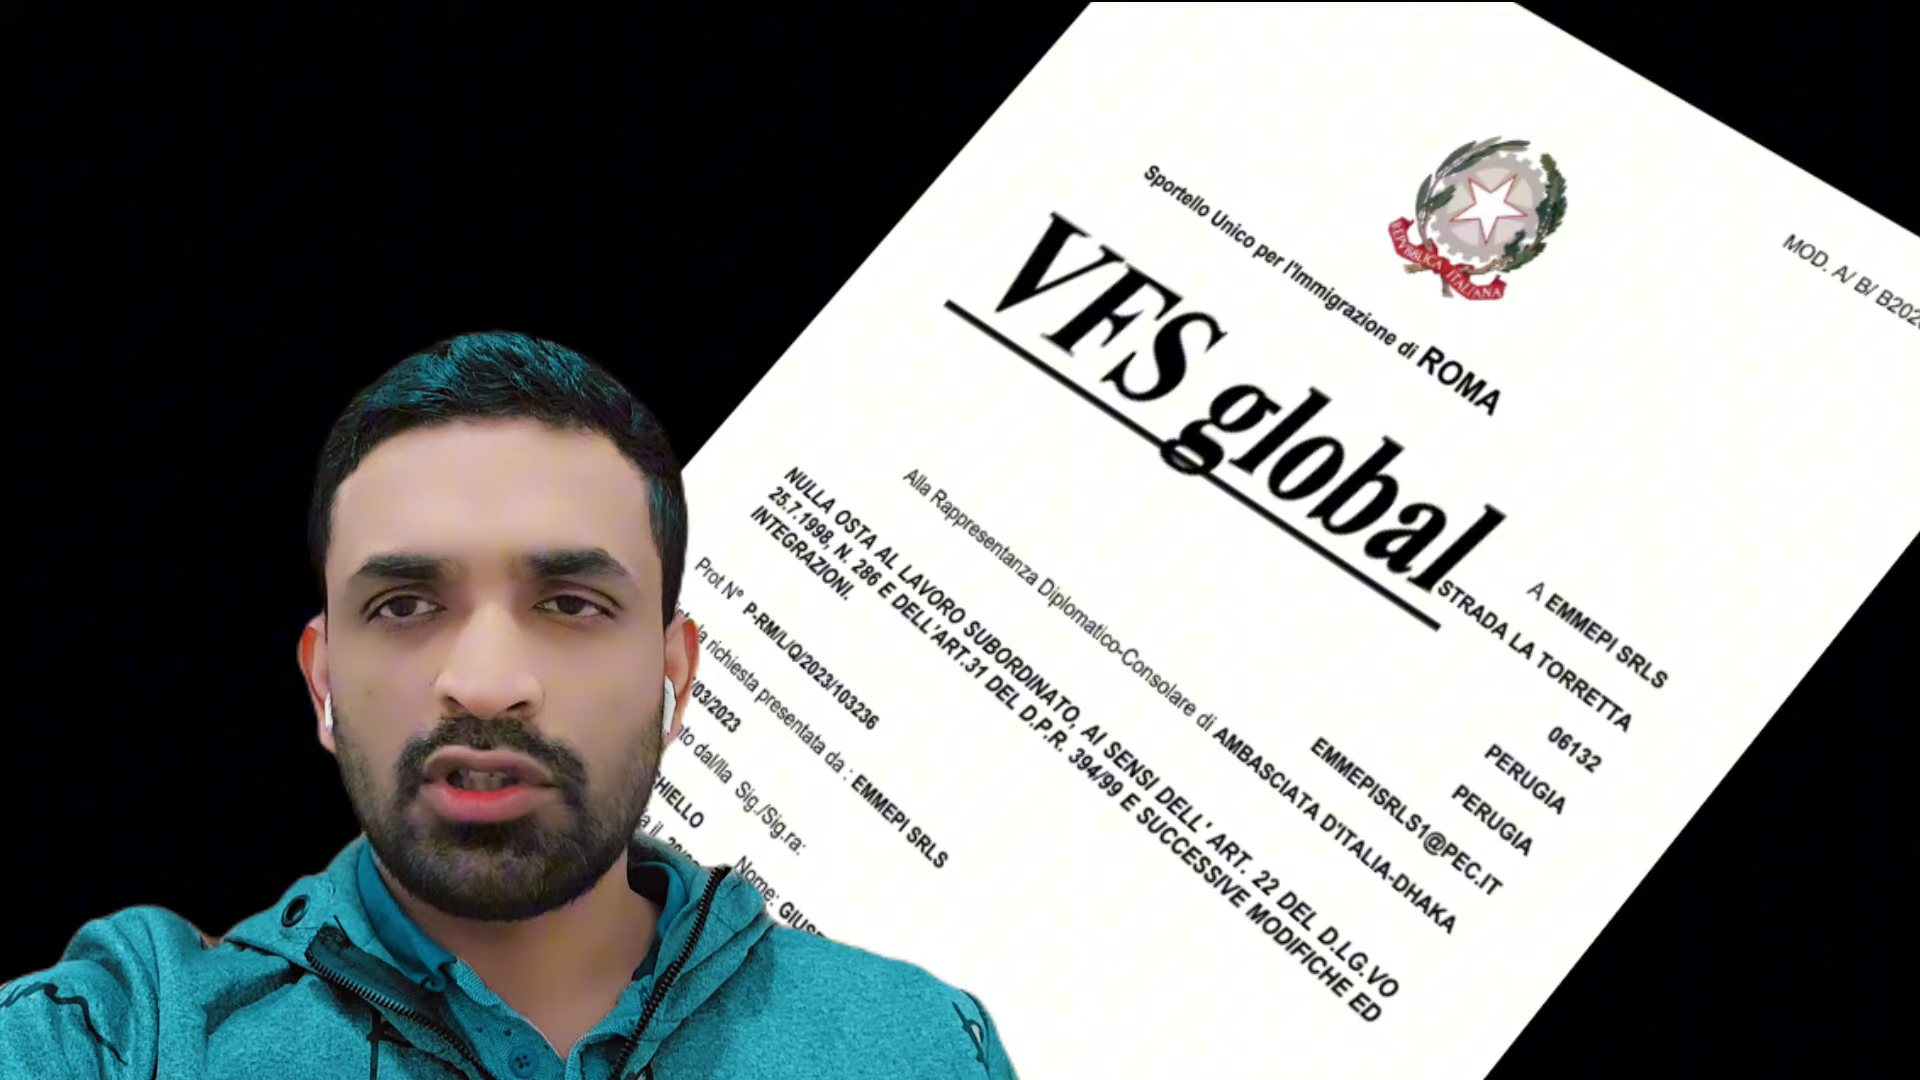 MOD. A/ B/ B202
REPVBBLICA ITALIANA
Sportello Unico per l'Immigrazione di ROMA
VFS global
A EMMEPI SRLS
STRADA LA TORRETTA
06132
PERUGIA
PERUGIA
EMMEPISRLS1@PEC.IT
Alla Rappresentanza Diplomatico-Consolare di AMBASCIATA D'ITALIA-DHAKA
NULLA OSTA AL LAVORO SUBORDINATO, AI SENSI DELL' ART. 22 DEL D.LG.VO
25.7.1998, N. 286 E DELL'ART.31 DEL D.P.R. 394/99 E SUCCESSIVE MODIFICHE ED
INTEGRAZIONI.
Prot N° P-RM/L/Q/2023/103236
la richiesta presentata da : EMMEPI SRLS
/03/2023
dal/lla Sig./Sig.ra:
Nome: